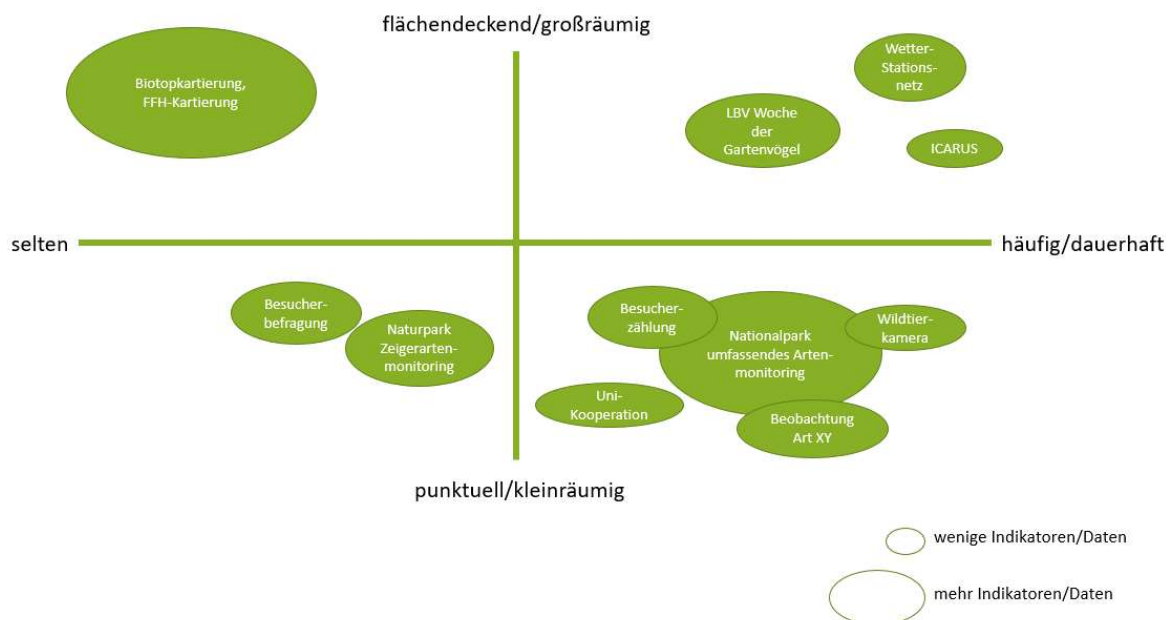 flächendeckend/großräumig
Biotopkartierung,
FFH-Kartierung
Wetter-
Stations-
netz
LBV Woche
der
Gartenvögel
ICARUS
selten
häufig/dauerhaft
Besucher-
befragung
Naturpark
Zeigerarten-
monitoring
Besucher-
zählung
Nationalpark
umfassendes Arten-
monitoring
Wildtier-
kamera
Uni-
Kooperation
Beobachtung
Art XY
punktuell/kleinräumig
wenige Indikatoren/Daten
mehr Indikatoren/Daten